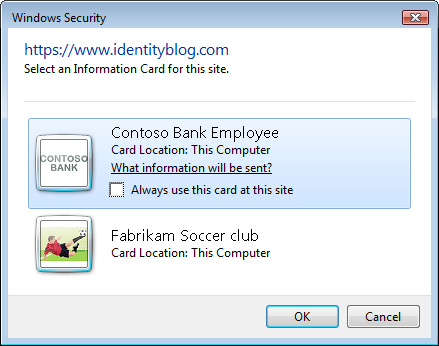 Windows Security
https://www.identityblog.com
Select an Information Card for this site.
CONTOSO
BANK
Contoso Bank Employee
Card Location: This Computer
What information will be sent?
Always use this card at this site
Fabrikam Soccer club
Card Location: This Computer
OK
Cancel